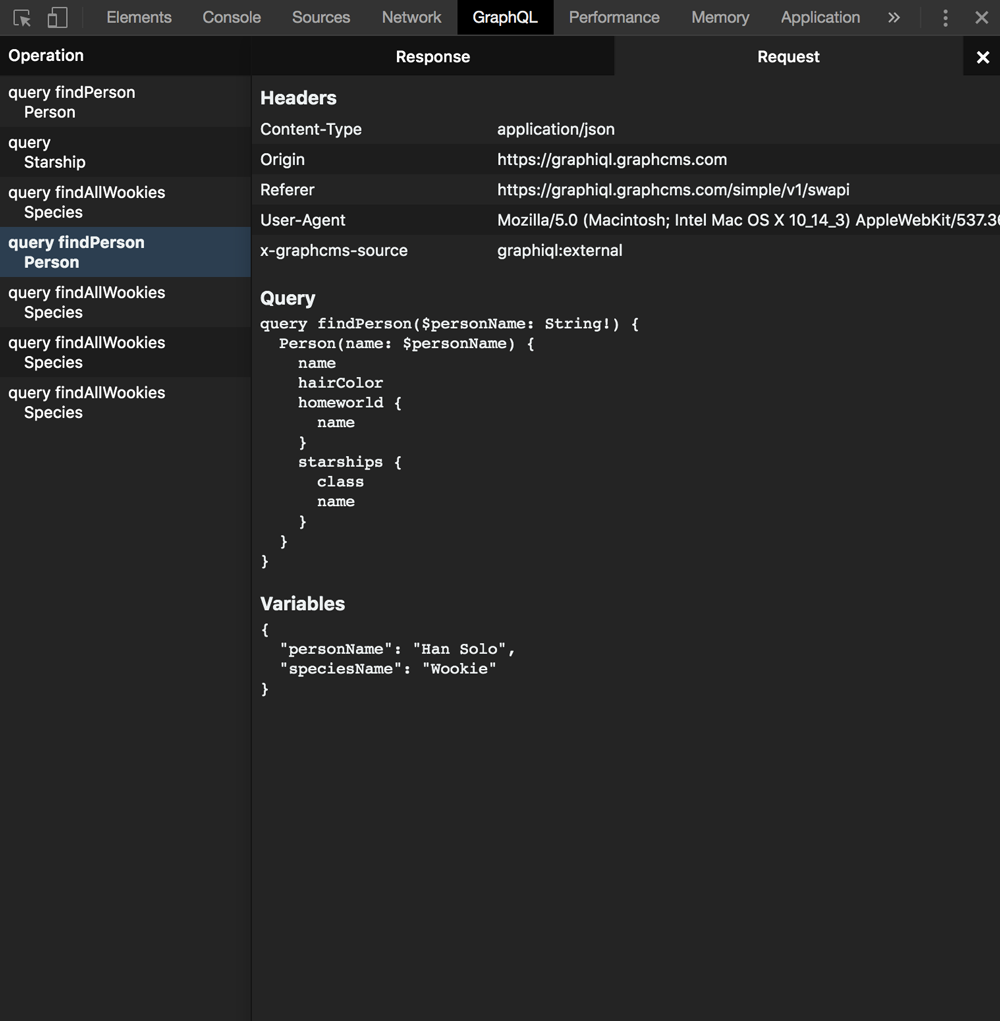 Elements Console Sources Network GraphQL Performance Memory Application »
Operation
Response Request ×
query findPerson
Person
query
Starship
query findAllWookies
Species
query findPerson
Person
query findAllWookies
Species
query findAllWookies
Species
query findAllWookies
Species
Headers
Content-Type application/json
Origin https://graphiql.graphcms.com
Referer https://graphiql.graphcms.com/simple/v1/swapi
User-Agent Mozilla/5.0 (Macintosh; Intel Mac OS X 10_14_3) AppleWebKit/537.36
x-graphcms-source graphiql:external
Query
query findPerson($personName: String!) {
  Person(name: $personName) {
    name
    hairColor
    homeworld {
      name
    }
    starships {
      class
      name
    }
  }
}
Variables
{
  "personName": "Han Solo",
  "speciesName": "Wookie"
}